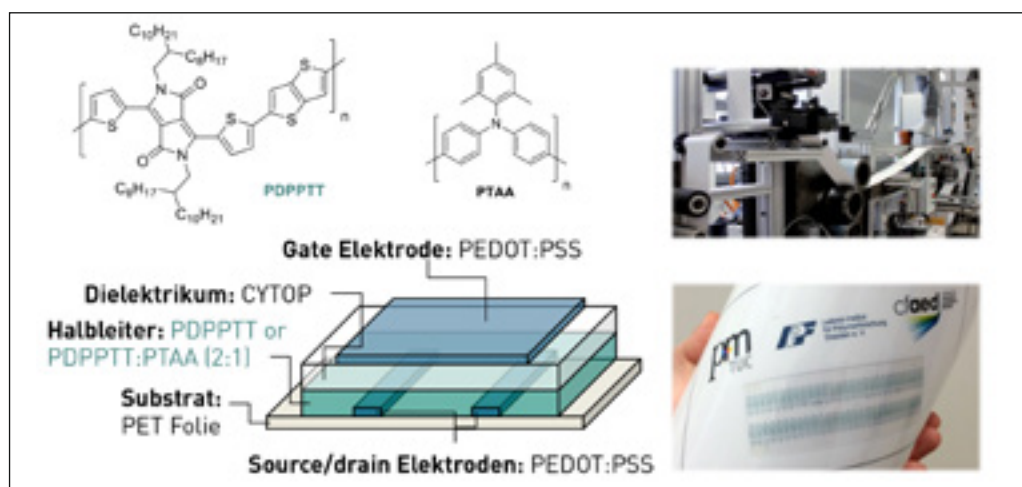 C₁₀H₂₁
C₈H₁₇
S
N
O
S
S
S
n
O
N
S
C₈H₁₇
C₁₀H₂₁
PDPPTT
N
n
PTAA
Gate Elektrode: PEDOT:PSS
Dielektrikum: CYTOP
Halbleiter: PDPPTT or
PDPPTT:PTAA (2:1)
Substrat:
PET Folie
Source/drain Elektroden: PEDOT:PSS
pm
TUC
cfaed